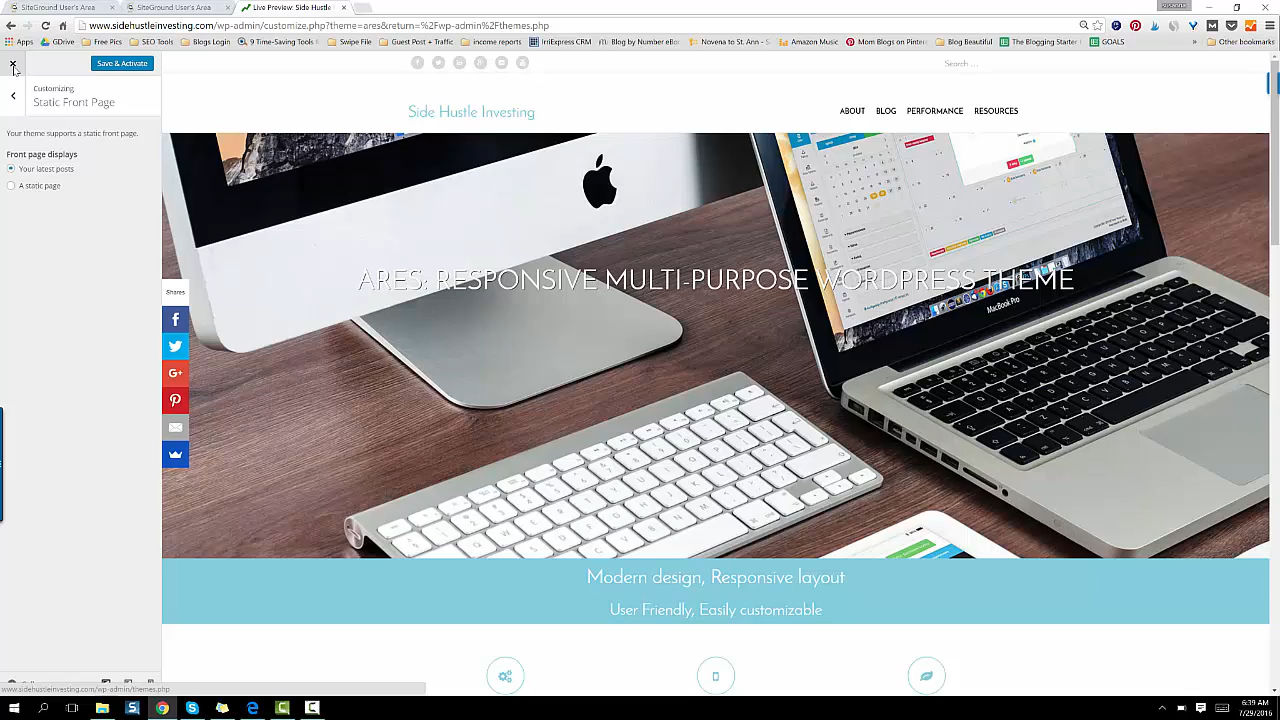 SiteGround User's Area
SiteGround User's Area
Live Preview: Side Hustle
www.sidehustleinvesting.com/wp-admin/customize.php?theme=ares&return=%2Fwp-admin%2Fthemes.php
Apps
GDrive
Free Pics
SEO Tools
Blogs Login
9 Time-Saving Tools
Swipe File
Guest Post + Traffic
income request
IntExpress CRM
My Blog by Number eBo
Novena to St. Ann - G
Amazon Music
Mom Blogs on Pinter
Blog Beautiful
The Blogging Starter
GOALS
Other bookmarks
Save & Activate
Search …
Customizing
Static Front Page
Side Hustle Investing
ABOUT BLOG PERFORMANCE RESOURCES
Your theme supports a static front page.
Front page displays
Your latest posts
A static page
ARES: RESPONSIVE MULTI-PURPOSE WORDPRESS THEME
Shares
MacBook Pro
Modern design, Responsive layout
User Friendly, Easily customizable
www.sidehustleinvesting.com/wp-admin/themes.php
6:39 AM
7/29/2016